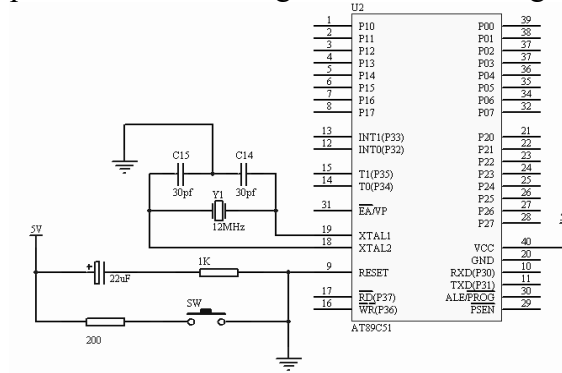 U2
1 P10 P00 39
2 P11 P01 38
3 P12 P02 37
4 P13 P03 37
5 P14 P04 36
6 P15 P05 35
7 P16 P06 34
8 P17 P07 32
13 INT1(P33) P20 21
12 INT0(P32) P21 22
P22 23
15 T1(P35) P23 24
14 T0(P34) P24 25
P25 26
31 EA/VP P26 27
P27 28
19 XTAL1
18 XTAL2 VCC 40
GND 20
9 RESET RXD(P30) 10
TXD(P31) 11
17 RD(P37) ALE/PROG 30
16 WR(P36) PSEN 29
AT89C51
C15 C14
30pf 30pf
Y1
12MHz
5V
+
22uF
1K
SW
200